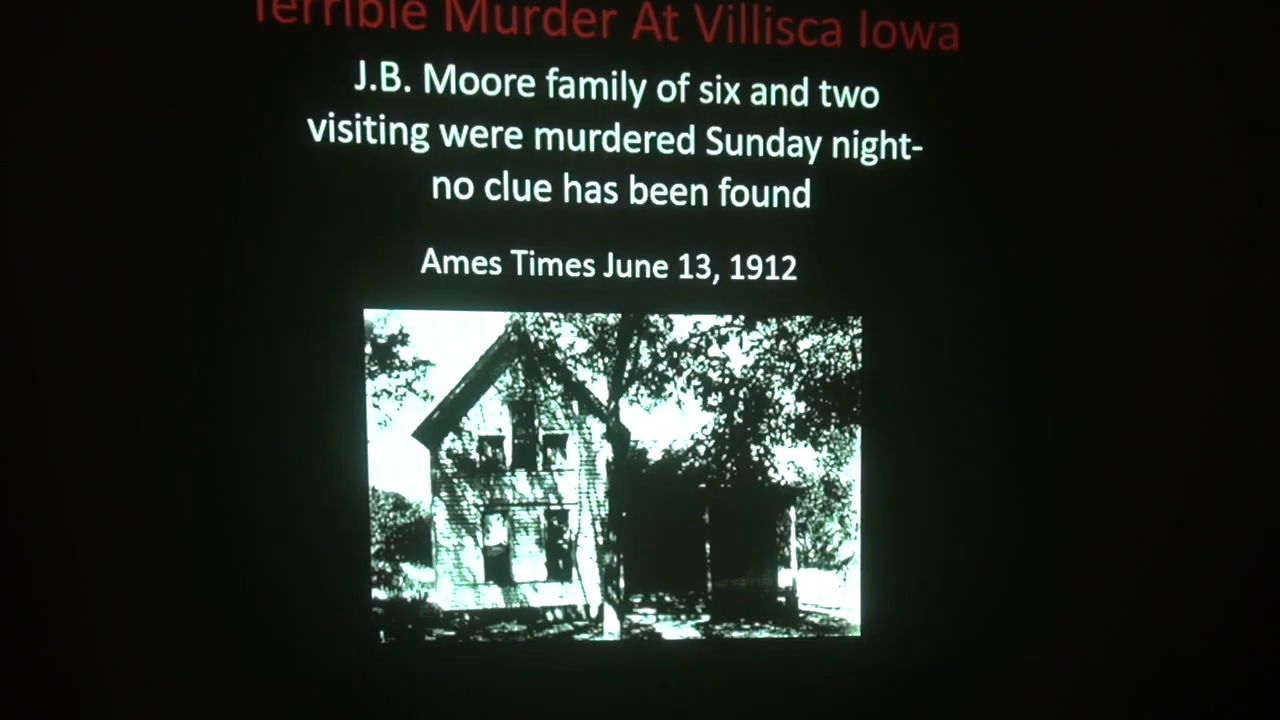 Terrible Murder At Villisca Iowa
J.B. Moore family of six and two
visiting were murdered Sunday night-
no clue has been found
Ames Times June 13, 1912